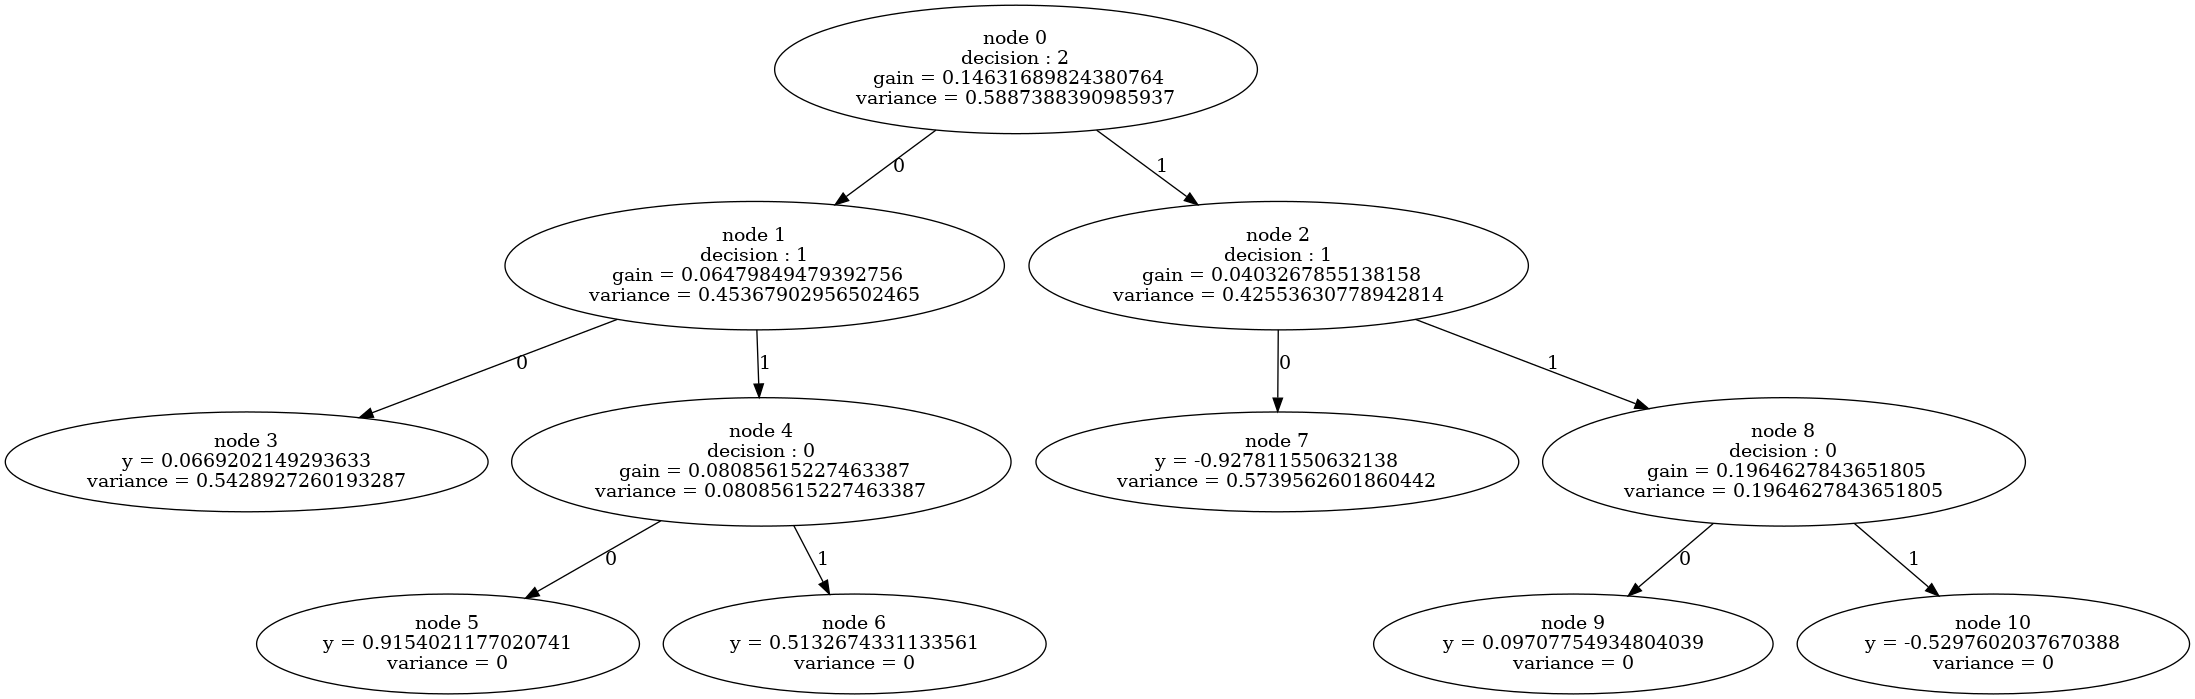 node 0
decision : 2
gain = 0.14631689824380764
variance = 0.5887388390985937
0
1
node 1
decision : 1
gain = 0.06479849479392756
variance = 0.45367902956502465
node 2
decision : 1
gain = 0.0403267855138158
variance = 0.42553630778942814
0
1
0
1
node 3
y = 0.0669202149293633
variance = 0.5428927260193287
node 4
decision : 0
gain = 0.08085615227463387
variance = 0.08085615227463387
node 7
y = -0.927811550632138
variance = 0.5739562601860442
node 8
decision : 0
gain = 0.1964627843651805
variance = 0.1964627843651805
0
1
0
1
node 5
y = 0.9154021177020741
variance = 0
node 6
y = 0.5132674331133561
variance = 0
node 9
y = 0.09707754934804039
variance = 0
node 10
y = -0.5297602037670388
variance = 0